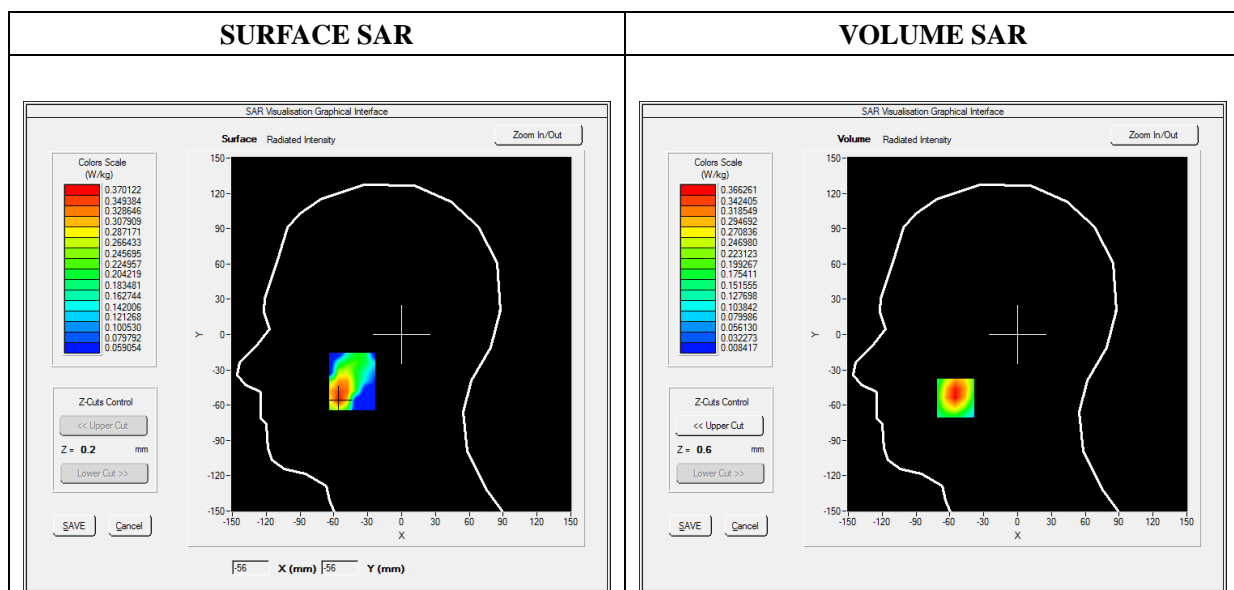 SURFACE SAR
VOLUME SAR
SAR Visualisation Graphical Interface
Surface Radiated Intensity
Zoom In/Out
Colors Scale
(W/kg)
0.370122
0.349384
0.328646
0.307909
0.287171
0.266433
0.245695
0.224957
0.204219
0.183481
0.162744
0.142006
0.121268
0.100530
0.079792
0.059054
150
120
90
60
30
0
-30
-60
-90
-120
-150
Y
-150 -120 -90 -60 -30 0 30 60 90 120 150
X
Z-Cuts Control
<< Upper Cut
Z = 0.2 mm
Lower Cut >>
SAVE Cancel
-56 X (mm) -56 Y (mm)
SAR Visualisation Graphical Interface
Volume Radiated Intensity
Zoom In/Out
Colors Scale
(W/kg)
0.366261
0.342405
0.318549
0.294692
0.270836
0.246980
0.223123
0.199267
0.175411
0.151555
0.127698
0.103842
0.079986
0.056130
0.032273
0.008417
150
120
90
60
30
0
-30
-60
-90
-120
-150
Y
-150 -120 -90 -60 -30 0 30 60 90 120 150
X
Z-Cuts Control
<< Upper Cut
Z = 0.6 mm
Lower Cut >>
SAVE Cancel